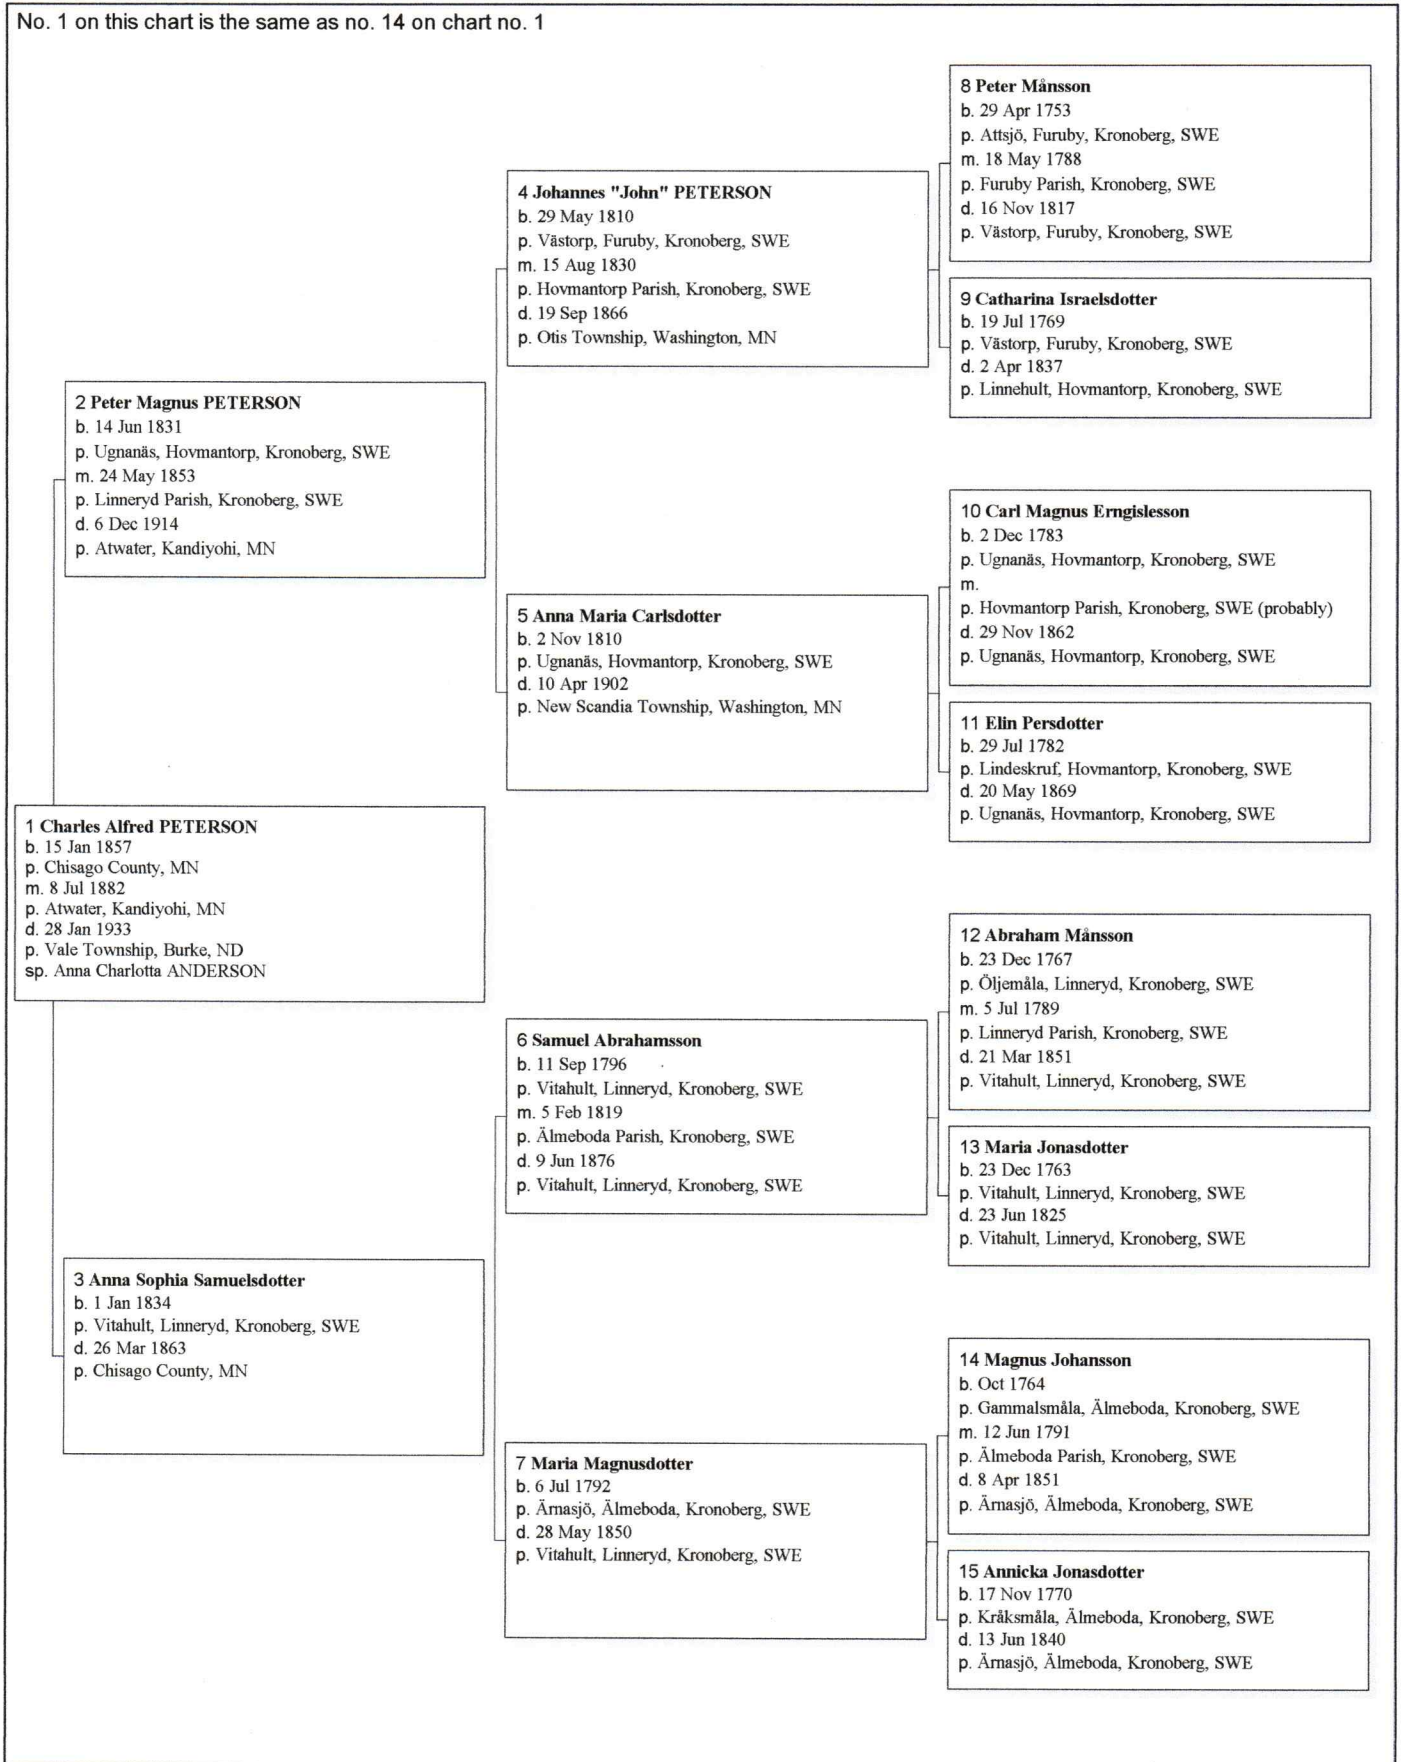 No. 1 on this chart is the same as no. 14 on chart no. 1
8 Peter Månsson
b. 29 Apr 1753
p. Attsjö, Furuby, Kronoberg, SWE
m. 18 May 1788
p. Furuby Parish, Kronoberg, SWE
d. 16 Nov 1817
p. Västorp, Furuby, Kronoberg, SWE
4 Johannes "John" PETERSON
b. 29 May 1810
p. Västorp, Furuby, Kronoberg, SWE
m. 15 Aug 1830
p. Hovmantorp Parish, Kronoberg, SWE
d. 19 Sep 1866
p. Otis Township, Washington, MN
9 Catharina Israelsdotter
b. 19 Jul 1769
p. Västorp, Furuby, Kronoberg, SWE
d. 2 Apr 1837
p. Linnehult, Hovmantorp, Kronoberg, SWE
2 Peter Magnus PETERSON
b. 14 Jun 1831
p. Ugnanäs, Hovmantorp, Kronoberg, SWE
m. 24 May 1853
p. Linneryd Parish, Kronoberg, SWE
d. 6 Dec 1914
p. Atwater, Kandiyohi, MN
10 Carl Magnus Erngislesson
b. 2 Dec 1783
p. Ugnanäs, Hovmantorp, Kronoberg, SWE
m.
p. Hovmantorp Parish, Kronoberg, SWE (probably)
d. 29 Nov 1862
p. Ugnanäs, Hovmantorp, Kronoberg, SWE
5 Anna Maria Carlsdotter
b. 2 Nov 1810
p. Ugnanäs, Hovmantorp, Kronoberg, SWE
d. 10 Apr 1902
p. New Scandia Township, Washington, MN
11 Elin Persdotter
b. 29 Jul 1782
p. Lindeskruf, Hovmantorp, Kronoberg, SWE
d. 20 May 1869
p. Ugnanäs, Hovmantorp, Kronoberg, SWE
1 Charles Alfred PETERSON
b. 15 Jan 1857
p. Chisago County, MN
m. 8 Jul 1882
p. Atwater, Kandiyohi, MN
d. 28 Jan 1933
p. Vale Township, Burke, ND
sp. Anna Charlotta ANDERSON
12 Abraham Månsson
b. 23 Dec 1767
p. Öljemåla, Linneryd, Kronoberg, SWE
m. 5 Jul 1789
p. Linneryd Parish, Kronoberg, SWE
d. 21 Mar 1851
p. Vitahult, Linneryd, Kronoberg, SWE
6 Samuel Abrahamsson
b. 11 Sep 1796
p. Vitahult, Linneryd, Kronoberg, SWE
m. 5 Feb 1819
p. Älmeboda Parish, Kronoberg, SWE
d. 9 Jun 1876
p. Vitahult, Linneryd, Kronoberg, SWE
13 Maria Jonasdotter
b. 23 Dec 1763
p. Vitahult, Linneryd, Kronoberg, SWE
d. 23 Jun 1825
p. Vitahult, Linneryd, Kronoberg, SWE
3 Anna Sophia Samuelsdotter
b. 1 Jan 1834
p. Vitahult, Linneryd, Kronoberg, SWE
d. 26 Mar 1863
p. Chisago County, MN
14 Magnus Johansson
b. Oct 1764
p. Gammalsmåla, Älmeboda, Kronoberg, SWE
m. 12 Jun 1791
p. Älmeboda Parish, Kronoberg, SWE
d. 8 Apr 1851
p. Ärnasjö, Älmeboda, Kronoberg, SWE
7 Maria Magnusdotter
b. 6 Jul 1792
p. Ärnasjö, Älmeboda, Kronoberg, SWE
d. 28 May 1850
p. Vitahult, Linneryd, Kronoberg, SWE
15 Annicka Jonasdotter
b. 17 Nov 1770
p. Kråksmåla, Älmeboda, Kronoberg, SWE
d. 13 Jun 1840
p. Ärnasjö, Älmeboda, Kronoberg, SWE